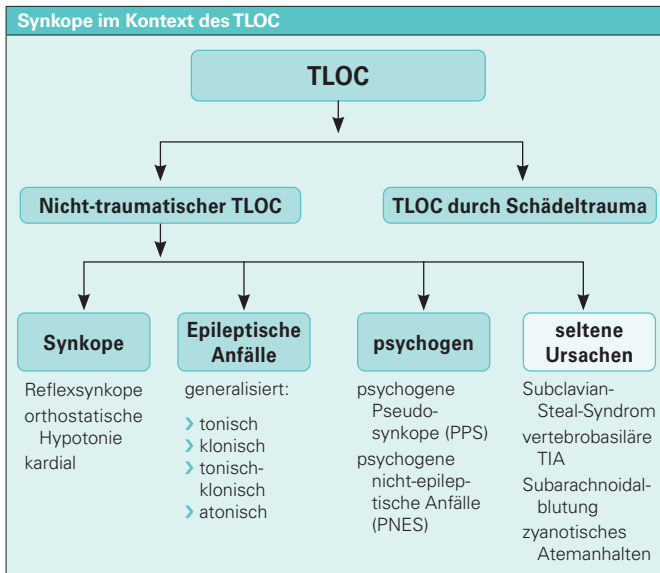 Synkope im Kontext des TLOC
TLOC
Nicht-traumatischer TLOC
TLOC durch Schädeltrauma
Synkope
Reflexsynkope
orthostatische
Hypotonie
kardial
Epileptische
Anfälle
generalisiert:
❯ tonisch
❯ klonisch
❯ tonisch-
klonisch
❯ atonisch
psychogen
psychogene
Pseudo-
synkope (PPS)
psychogene
nicht-epilep-
tische Anfälle
(PNES)
seltene
Ursachen
Subclavian-
Steal-Syndrom
vertebrobasiläre
TIA
Subarachnoidal-
blutung
zyanotisches
Atemanhalten